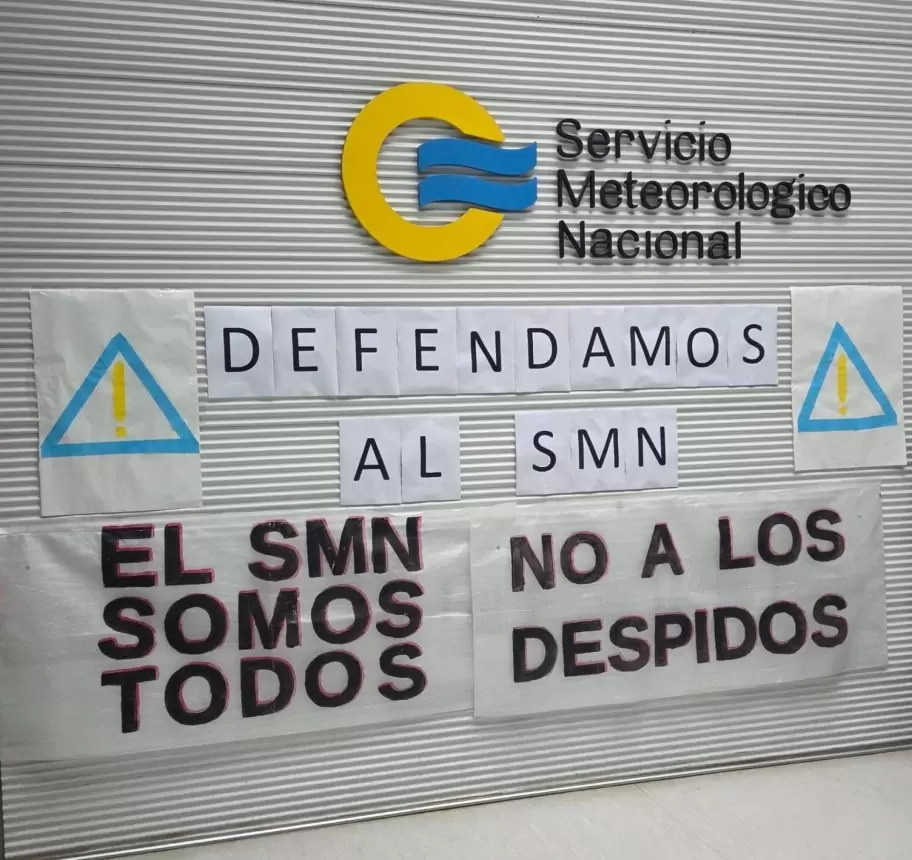 Servicio
Meteorologico
Nacional
DEFENDAMOS
AL SMN
EL SMN
SOMOS
TODOS
NO A LOS
DESPIDOS